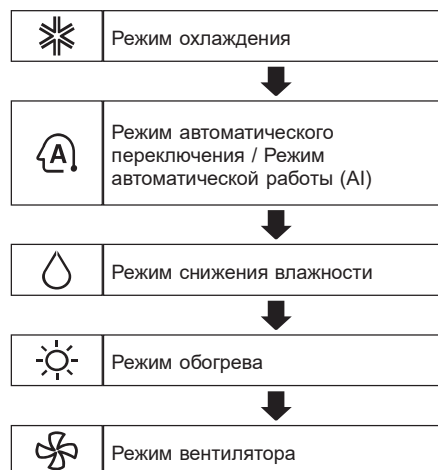 Режим охлаждения
A
Режим автоматического
переключения / Режим
автоматической работы (AI)
Режим снижения влажности
Режим обогрева
Режим вентилятора